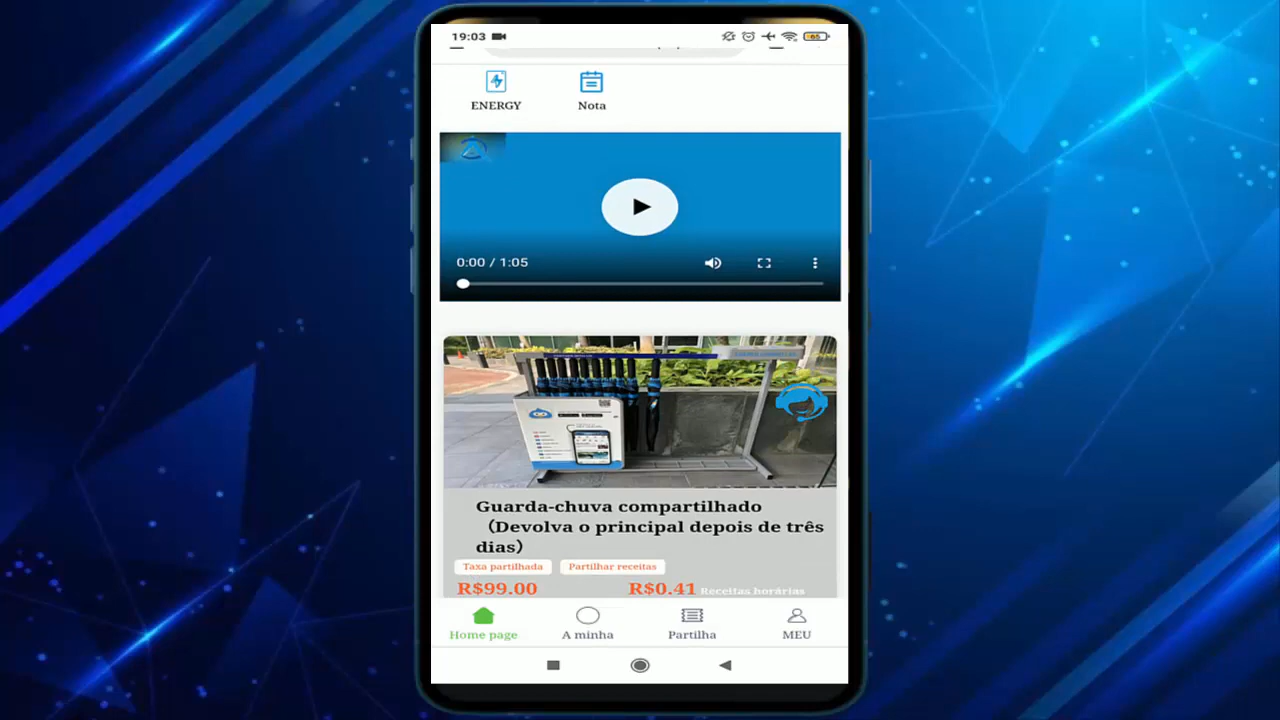 19:03
65
ENERGY
Nota
0:00 / 1:05
Guarda-chuva compartilhado
（Devolva o principal depois de três
dias）
Taxa partilhada
Partilhar receitas
R$99.00
R$0.41 Receitas horárias
Home page
A minha
Partilha
MEU